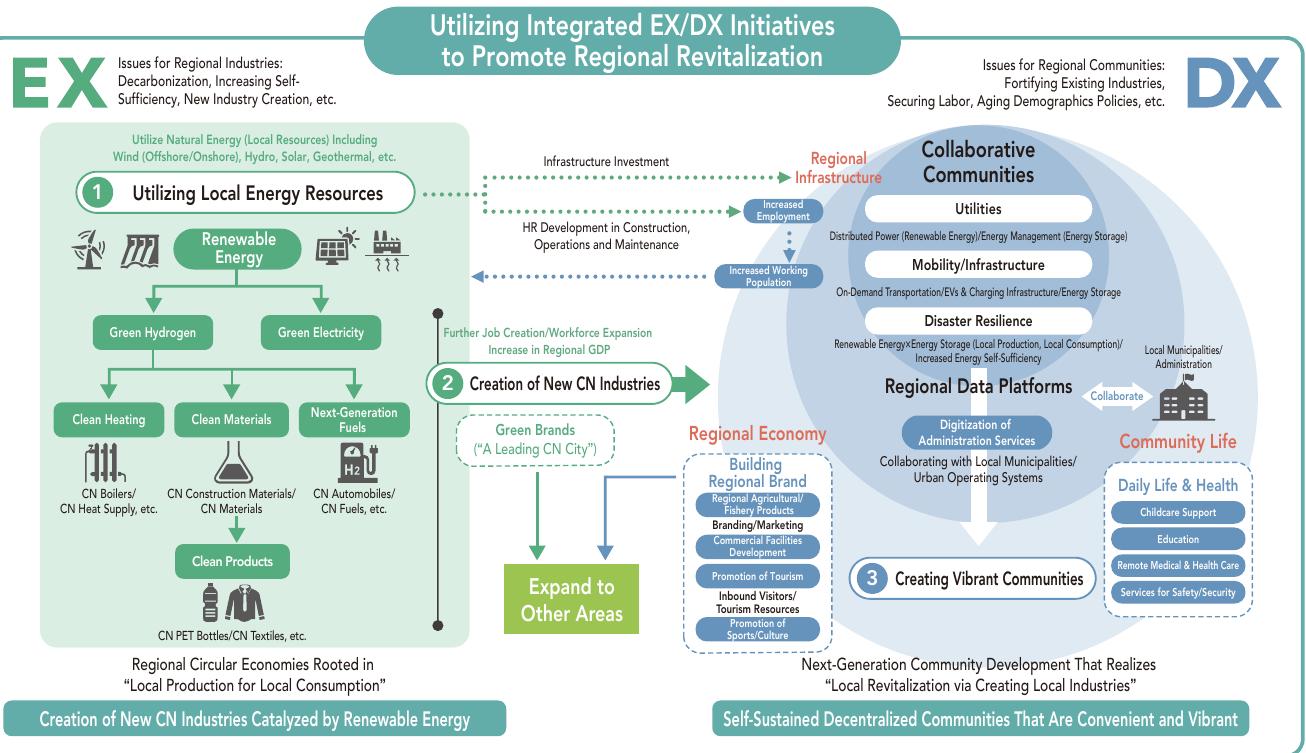 Utilizing Integrated EX/DX Initiatives
to Promote Regional Revitalization
EX
Issues for Regional Industries:
Decarbonization, Increasing Self-
Sufficiency, New Industry Creation, etc.
Issues for Regional Communities:
Fortifying Existing Industries,
Securing Labor, Aging Demographics Policies, etc.
DX
Utilize Natural Energy (Local Resources) Including
Wind (Offshore/Onshore), Hydro, Solar, Geothermal, etc.
1 Utilizing Local Energy Resources
Renewable
Energy
Green Hydrogen
Green Electricity
Clean Heating
Clean Materials
Next-Generation
Fuels
H2
CN Boilers/
CN Heat Supply, etc.
CN Construction Materials/
CN Materials
CN Automobiles/
CN Fuels, etc.
Clean Products
CN PET Bottles/CN Textiles, etc.
Regional Circular Economies Rooted in
“Local Production for Local Consumption”
Creation of New CN Industries Catalyzed by Renewable Energy
Infrastructure Investment
HR Development in Construction,
Operations and Maintenance
Regional
Infrastructure
Increased
Employment
Increased Working
Population
Further Job Creation/Workforce Expansion
Increase in Regional GDP
2 Creation of New CN Industries
Green Brands
(“A Leading CN City”)
Expand to
Other Areas
Collaborative
Communities
Utilities
Distributed Power (Renewable Energy)/Energy Management (Energy Storage)
Mobility/Infrastructure
On-Demand Transportation/EVs & Charging Infrastructure/Energy Storage
Disaster Resilience
Renewable Energy×Energy Storage (Local Production, Local Consumption)/
Increased Energy Self-Sufficiency
Regional Data Platforms
Collaborate
Local Municipalities/
Administration
Digitization of
Administration Services
Collaborating with Local Municipalities/
Urban Operating Systems
Regional Economy
Building
Regional Brand
Regional Agricultural/
Fishery Products
Branding/Marketing
Commercial Facilities
Development
Promotion of Tourism
Inbound Visitors/
Tourism Resources
Promotion of
Sports/Culture
3 Creating Vibrant Communities
Community Life
Daily Life & Health
Childcare Support
Education
Remote Medical & Health Care
Services for Safety/Security
Next-Generation Community Development That Realizes
“Local Revitalization via Creating Local Industries”
Self-Sustained Decentralized Communities That Are Convenient and Vibrant